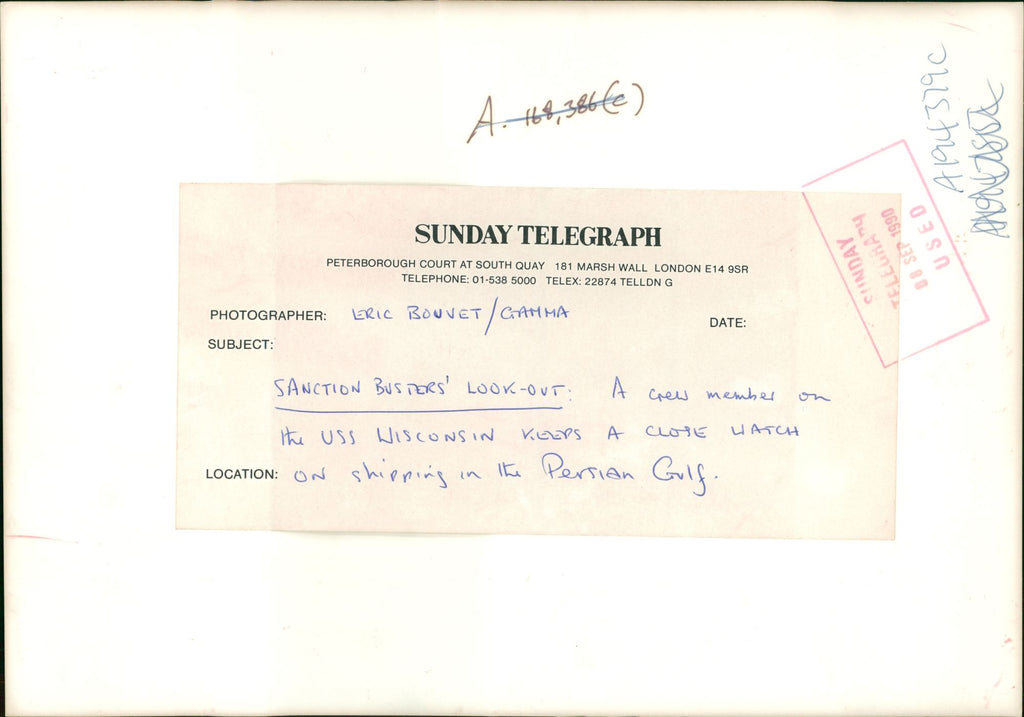 A. 168,386(c)
A194379C
SUNDAY TELEGRAPH
PETERBOROUGH COURT AT SOUTH QUAY 181 MARSH WALL LONDON E14 9SR
TELEPHONE: 01-538 5000 TELEX: 22874 TELLDN G
SUNDAY
TELEGRAPH
08 SEP 1990
USED
PHOTOGRAPHER: ERIC BOUVET/GAMMA
DATE:
SUBJECT:
SANCTION BUSTERS' LOOK-OUT: A crew member on
the USS WISCONSIN KEEPS A CLOSE WATCH
LOCATION: ON shipping in the Persian Gulf.